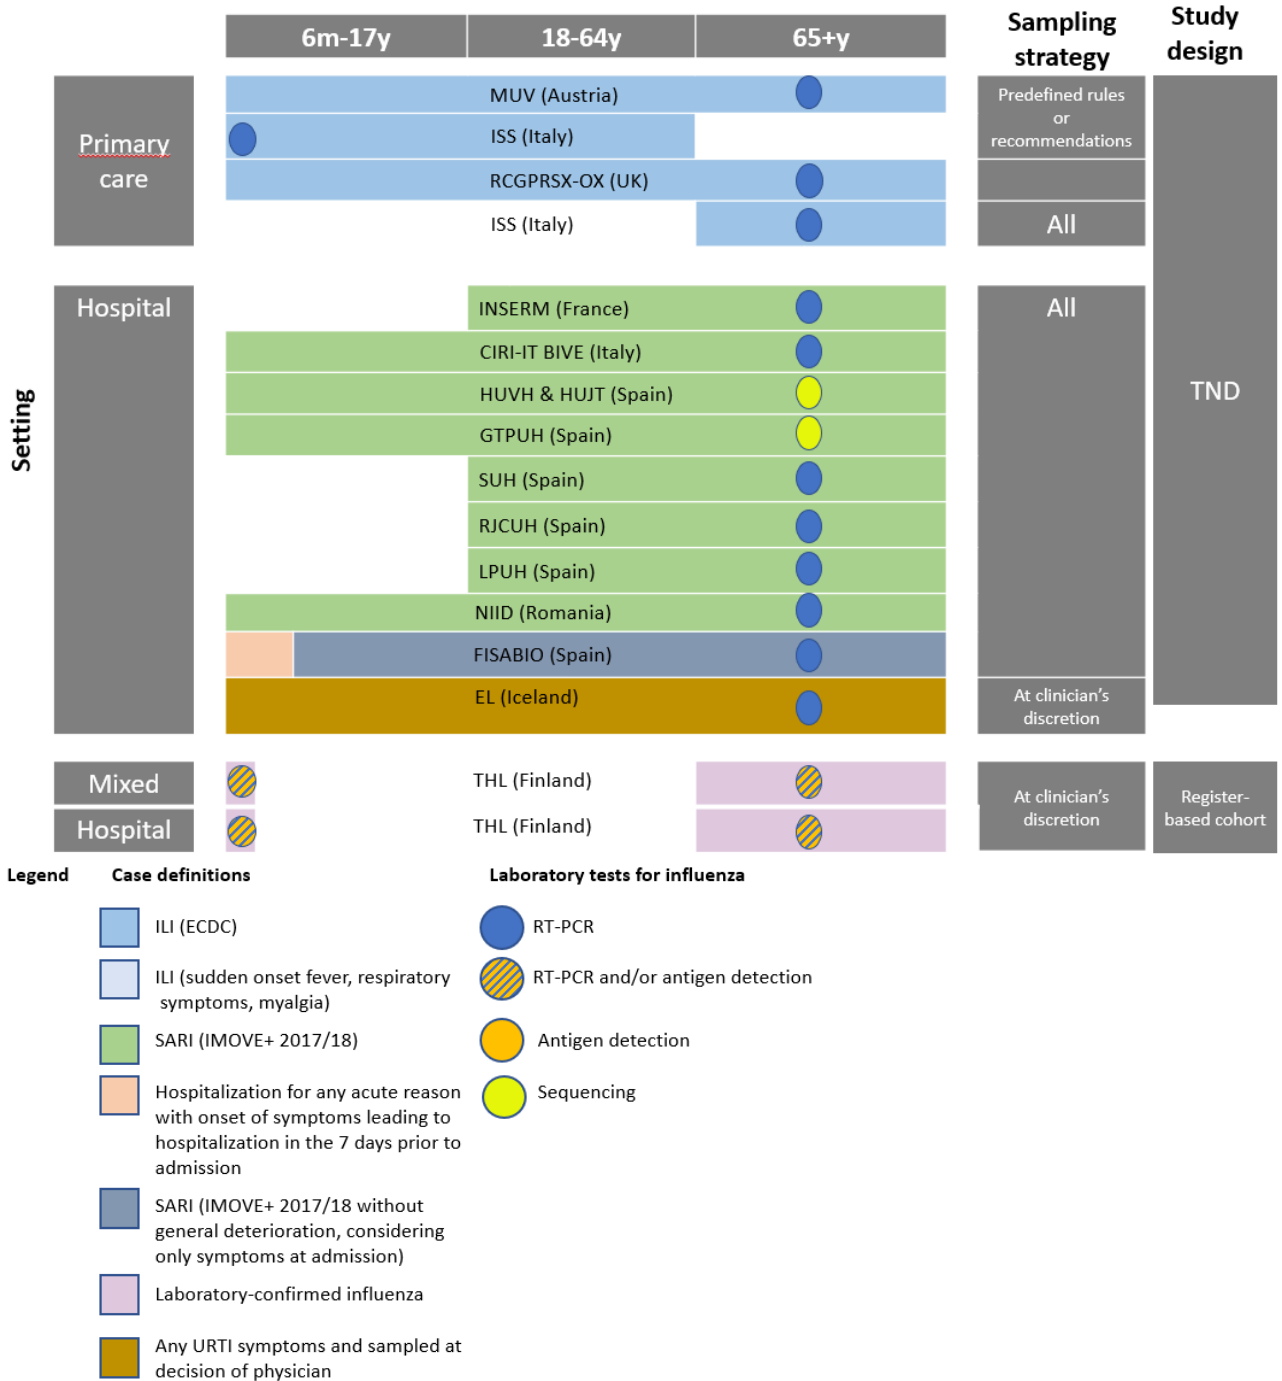 6m-17y 18-64y 65+y Sampling strategy Study design
Setting
Primary care
MUV (Austria)
Predefined rules or recommendations
ISS (Italy)
RCGPRSX-OX (UK)
ISS (Italy)
All
TND
Hospital
INSERM (France)
All
CIRI-IT BIVE (Italy)
HUVH & HUJT (Spain)
GTPUH (Spain)
SUH (Spain)
RJCUH (Spain)
LPUH (Spain)
NIID (Romania)
FISABIO (Spain)
EL (Iceland)
At clinician's discretion
Mixed
THL (Finland)
Hospital
THL (Finland)
At clinician's discretion
Register-based cohort
Legend
Case definitions
ILI (ECDC)
ILI (sudden onset fever, respiratory
symptoms, myalgia)
SARI (IMOVE+ 2017/18)
Hospitalization for any acute reason
with onset of symptoms leading to
hospitalization in the 7 days prior to
admission
SARI (IMOVE+ 2017/18 without
general deterioration, considering
only symptoms at admission)
Laboratory-confirmed influenza
Any URTI symptoms and sampled at
decision of physician
Laboratory tests for influenza
RT-PCR
RT-PCR and/or antigen detection
Antigen detection
Sequencing